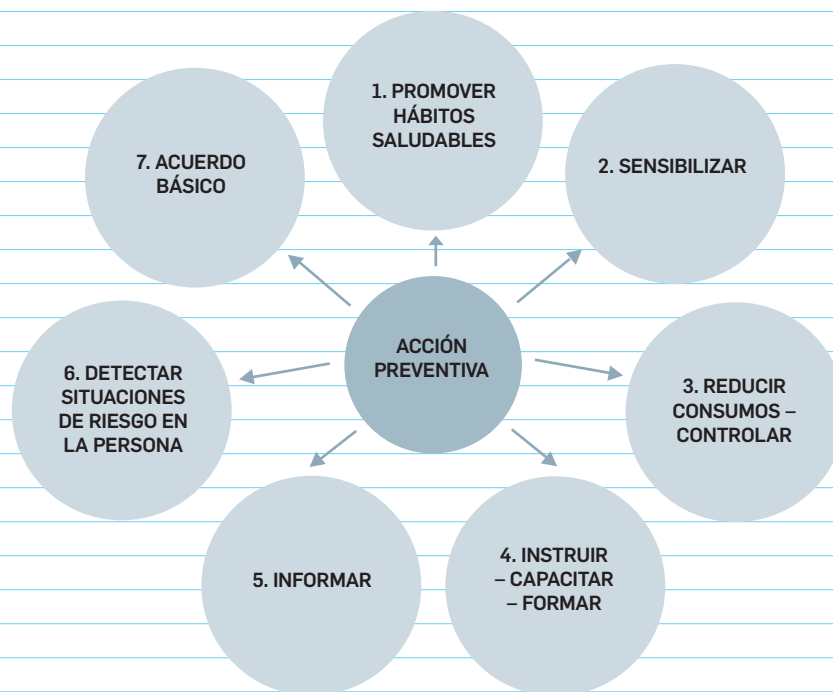 1. PROMOVER
HÁBITOS
SALUDABLES
2. SENSIBILIZAR
3. REDUCIR
CONSUMOS –
CONTROLAR
4. INSTRUIR
– CAPACITAR
– FORMAR
5. INFORMAR
6. DETECTAR
SITUACIONES
DE RIESGO EN
LA PERSONA
7. ACUERDO
BÁSICO
ACCIÓN
PREVENTIVA